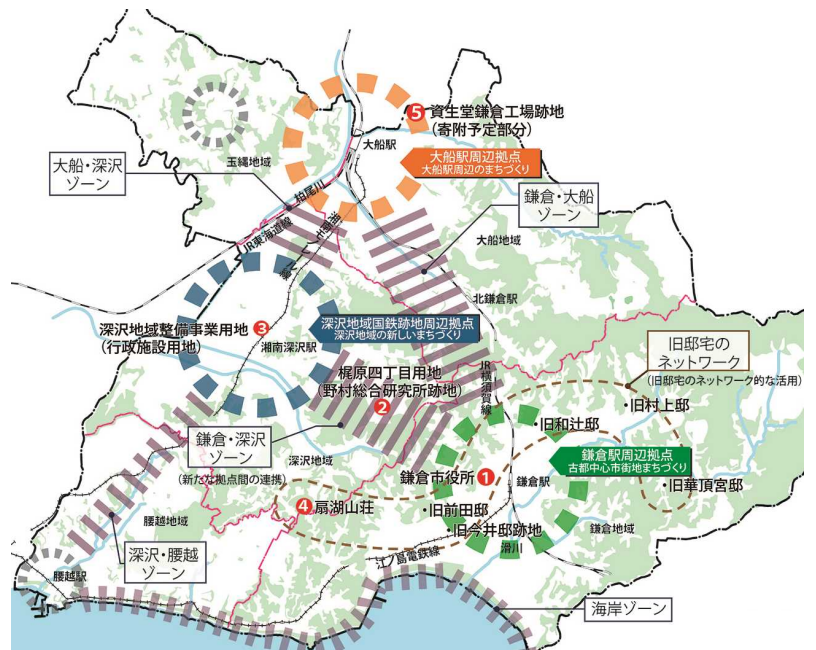 ⑤資生堂鎌倉工場跡地
(寄附予定部分)
大船駅
大船駅周辺拠点
大船駅周辺のまちづくり
玉縄地域
大船・深沢
ゾーン
柏尾川
JR東海道線
湘南モノレール線
鎌倉・大船
ゾーン
大船地域
北鎌倉駅
深沢地域整備事業用地
(行政施設用地)
③
湘南深沢駅
深沢地域国鉄跡地周辺拠点
深沢地域の新しいまちづくり
梶原四丁目用地
(野村総合研究所跡地)
②
JR横須賀線
旧邸宅の
ネットワーク
(旧邸宅のネットワーク的な活用)
・旧村上邸
・旧和辻邸
鎌倉・深沢
ゾーン
(新たな拠点間の連携)
深沢地域
鎌倉市役所①
鎌倉駅
鎌倉駅周辺拠点
古都中心市街地まちづくり
・旧華頂宮邸
④扇湖山荘
・旧前田邸
・旧今井邸跡地
鎌倉地域
滑川
腰越地域
江ノ島電鉄線
深沢・腰越
ゾーン
腰越駅
海岸ゾーン